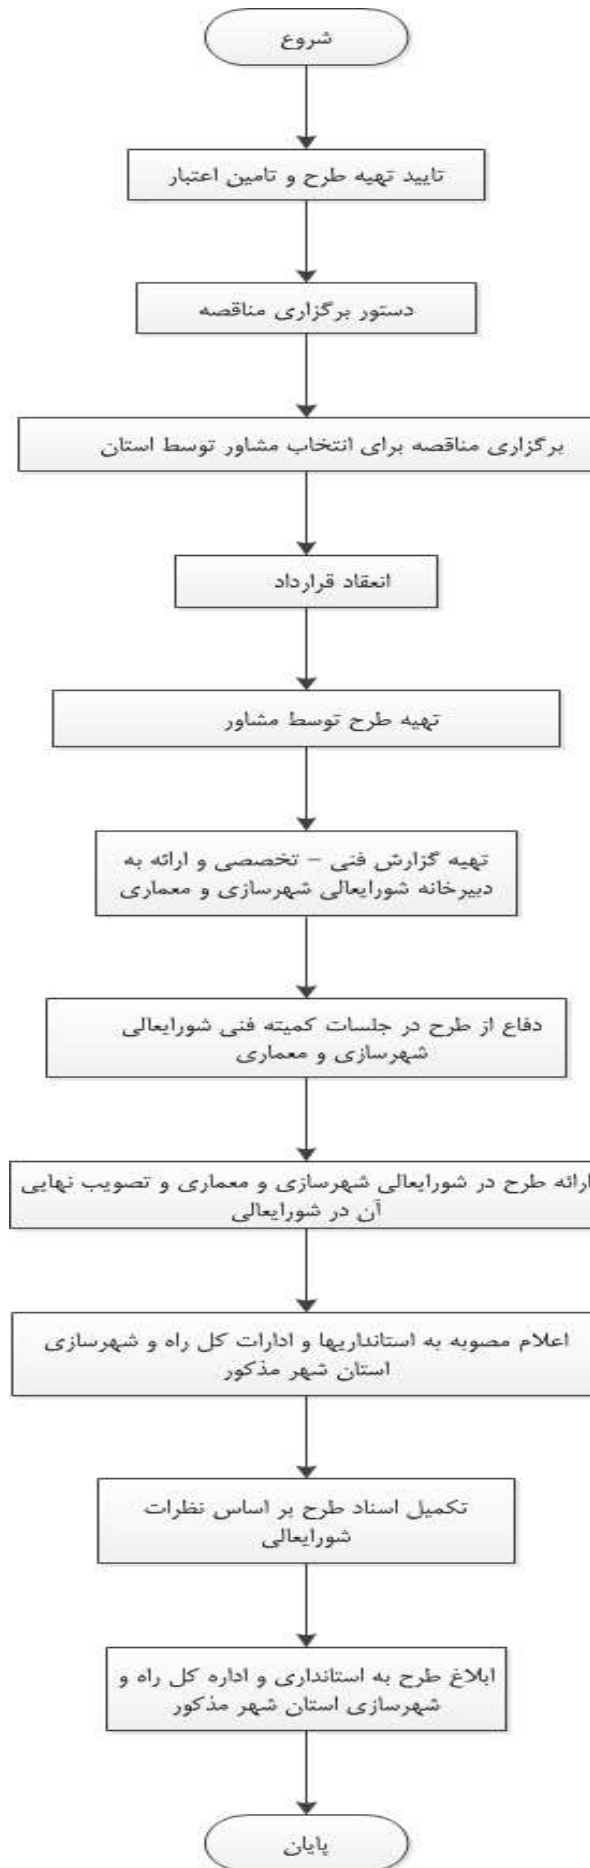 شروع
تایید تهیه طرح و تامین اعتبار
دستور برگزاری مناقصه
برگزاری مناقصه برای انتخاب مشاور توسط استان
انعقاد قرارداد
تهیه طرح توسط مشاور
تهیه گزارش فنی – تخصصی و ارائه به
دبیرخانه شورایعالی شهرسازی و معماری
دفاع از طرح در جلسات کمیته فنی شورایعالی
شهرسازی و معماری
ارائه طرح در شورایعالی شهرسازی و معماری و تصویب نهایی
آن در شورایعالی
اعلام مصوبه به استانداریها و ادارات کل راه و شهرسازی
استان شهر مذکور
تکمیل اسناد طرح بر اساس نظرات
شورایعالی
ابلاغ طرح به استانداری و اداره کل راه و
شهرسازی استان شهر مذکور
پایان